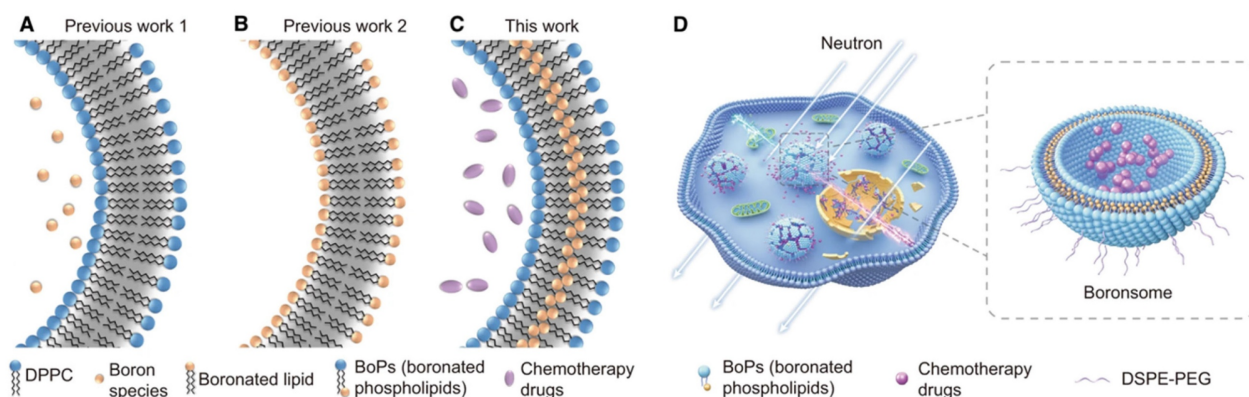 A Previous work 1
B Previous work 2
C This work
D
Neutron
Boronsome
DPPC
Boron
species
Boronated lipid
BoPs (boronated
phospholipids)
Chemotherapy
drugs
BoPs (boronated
phospholipids)
Chemotherapy
drugs
DSPE-PEG